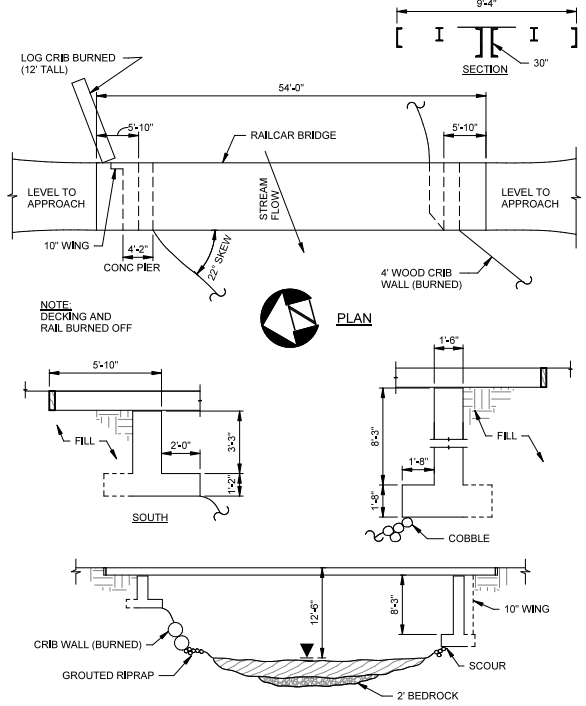 9'-4"
30"
SECTION
LOG CRIB BURNED
(12' TALL)
54'-0"
5'-10"
RAILCAR BRIDGE
5'-10"
LEVEL TO
APPROACH
STREAM
FLOW
LEVEL TO
APPROACH
10" WING
4'-2"
CONC PIER
22° SKEW
4' WOOD CRIB
WALL (BURNED)
NOTE:
DECKING AND
RAIL BURNED OFF
N
PLAN
5'-10"
FILL
2'-0"
3'-3"
1'-2"
SOUTH
1'-6"
8'-3"
FILL
1'-8"
1'-8"
COBBLE
12'-6"
8'-3"
10" WING
CRIB WALL (BURNED)
GROUTED RIPRAP
SCOUR
2' BEDROCK